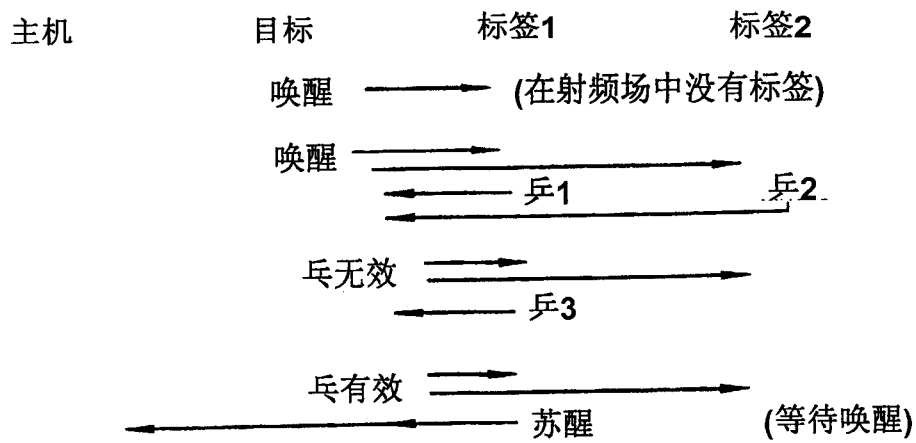 主机 目标 标签1 标签2
唤醒 (在射频场中没有标签)
唤醒
乒1 乒2
乓无效
乒3
乓有效
苏醒 (等待唤醒)